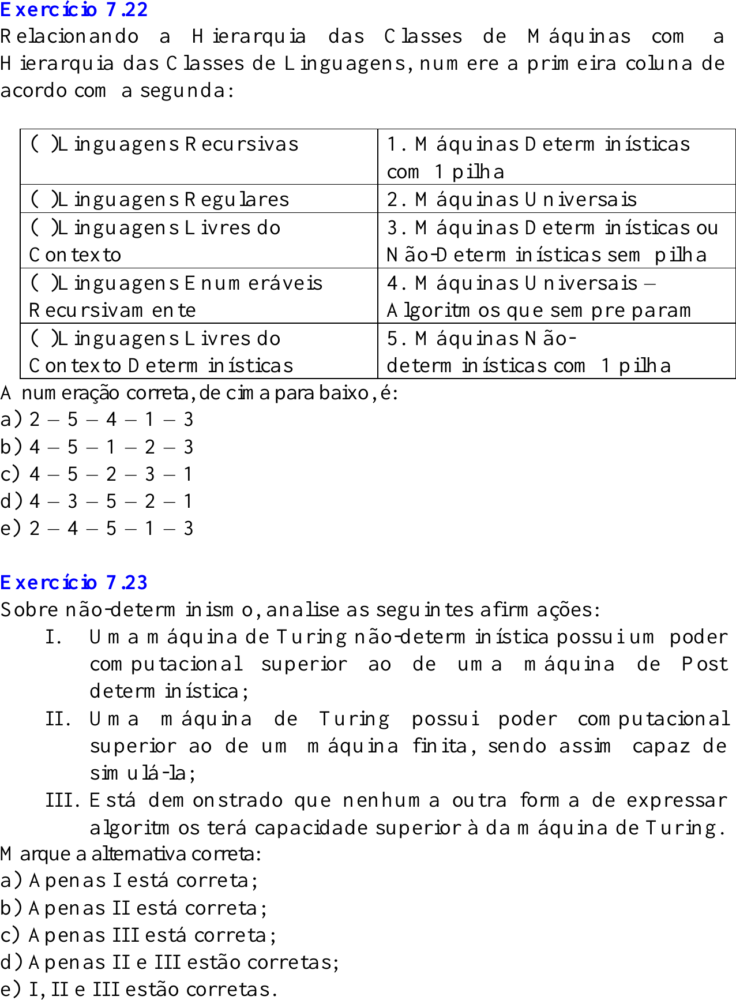 Exercício 7.22
Relacionando a Hierarquia das Classes de Máquinas com a
Hierarquia das Classes de Linguagens, numere a primeira coluna de
acordo com a segunda:
( )Linguagens Recursivas
1. Máquinas Determinísticas
com 1 pilha
( )Linguagens Regulares
2. Máquinas Universais
( )Linguagens Livres do
Contexto
3. Máquinas Determinísticas ou
Não-Determinísticas sem pilha
( )Linguagens Enumeráveis
Recursivamente
4. Máquinas Universais –
Algoritmos que sempre param
( )Linguagens Livres do
Contexto Determinísticas
5. Máquinas Não-
determinísticas com 1 pilha
A numeração correta, de cima para baixo, é:
a) 2 – 5 – 4 – 1 – 3
b) 4 – 5 – 1 – 2 – 3
c) 4 – 5 – 2 – 3 – 1
d) 4 – 3 – 5 – 2 – 1
e) 2 – 4 – 5 – 1 – 3
Exercício 7.23
Sobre não-determinismo, analise as seguintes afirmações:
I. Uma máquina de Turing não-determinística possui um poder
computacional superior ao de uma máquina de Post
determinística;
II. Uma máquina de Turing possui poder computacional
superior ao de um máquina finita, sendo assim capaz de
simulá-la;
III. Está demonstrado que nenhuma outra forma de expressar
algoritmos terá capacidade superior à da máquina de Turing.
Marque a alternativa correta:
a) Apenas I está correta;
b) Apenas II está correta;
c) Apenas III está correta;
d) Apenas II e III estão corretas;
e) I, II e III estão corretas.